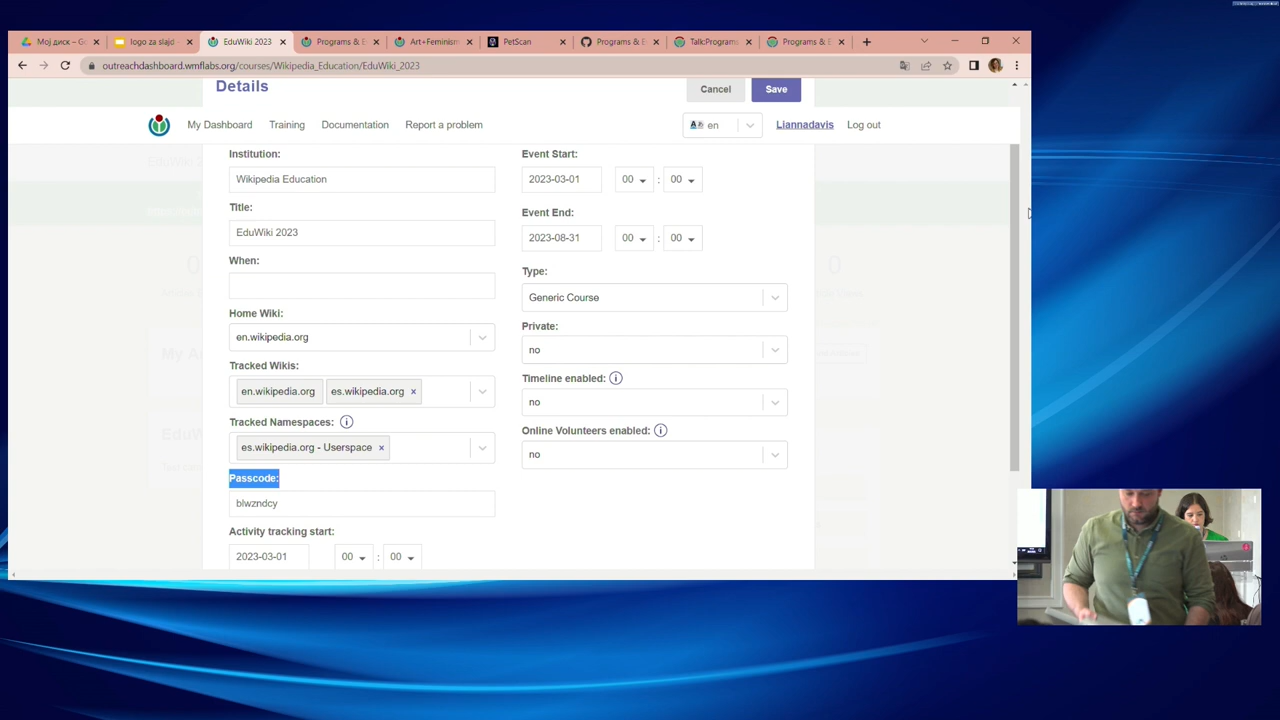 Мој диск – G
logo za slajd
EduWiki 2023
Programs & E
Art+Feminism
PetScan
Programs & E
Talk:Programs
Programs & E
outreachdashboard.wmflabs.org/courses/Wikipedia_Education/EduWiki_2023
Details
Cancel
Save
My Dashboard
Training
Documentation
Report a problem
en
Liannadavis
Log out
Institution:
Wikipedia Education
Title:
EduWiki 2023
When:
Home Wiki:
en.wikipedia.org
Tracked Wikis:
en.wikipedia.org es.wikipedia.org ×
Tracked Namespaces:
es.wikipedia.org - Userspace ×
Passcode:
blwzndcy
Activity tracking start:
2023-03-01 00 : 00
Event Start:
2023-03-01 00 : 00
Event End:
2023-08-31 00 : 00
Type:
Generic Course
Private:
no
Timeline enabled:
no
Online Volunteers enabled:
no